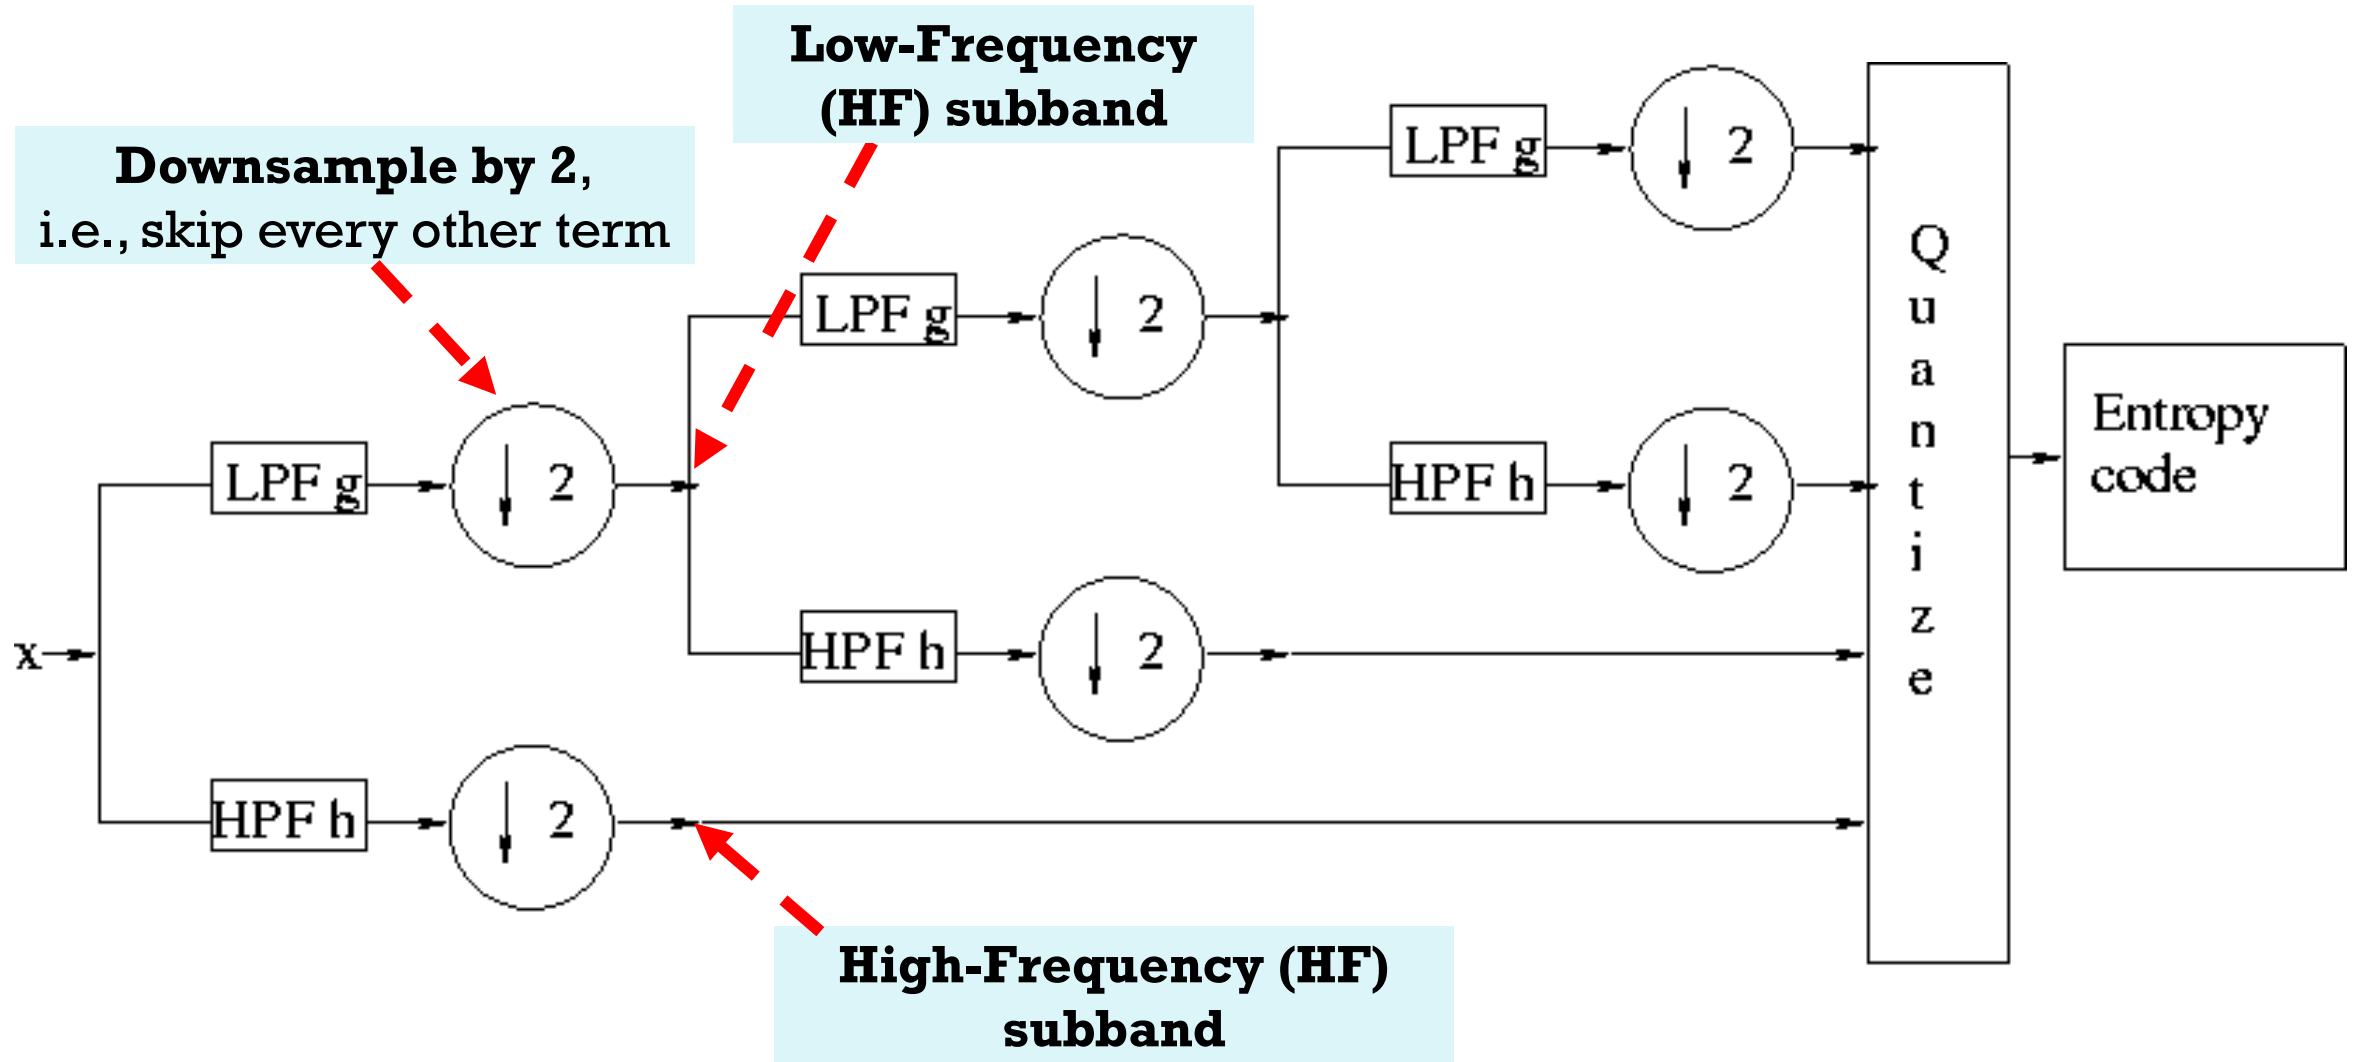 Low-Frequency
(HF) subband
Downsample by 2,
i.e., skip every other term
LPF g
↓ 2
LPF g
↓ 2
LPF g
↓ 2
HPF h
↓ 2
HPF h
↓ 2
x
HPF h
↓ 2
Quantize
Entropy
code
High-Frequency (HF)
subband